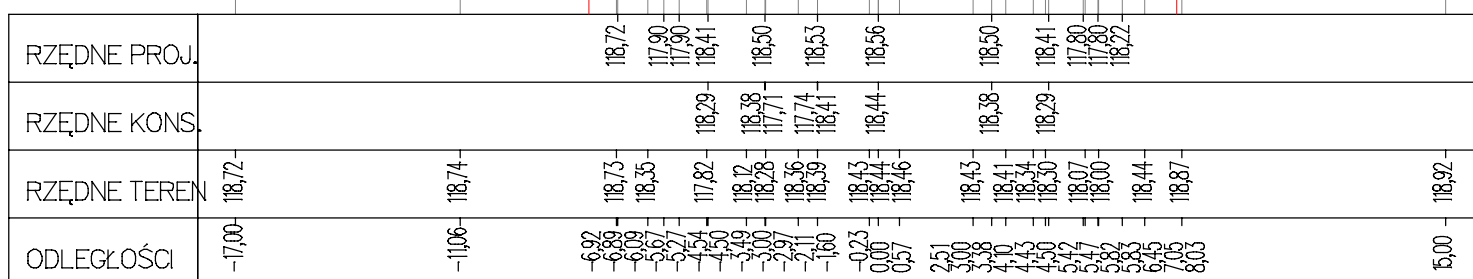 RZĘDNE PROJ. 118,72 117,90 117,90 118,41 118,50 118,53 118,56 118,50 118,41 117,80 117,80 118,22
RZĘDNE KONS. 118,29 118,38 117,71 117,74 118,41 118,44 118,38 118,29
RZĘDNE TEREN 118,72 118,74 118,73 118,35 117,82 118,12 118,28 118,36 118,39 118,43 118,44 118,46 118,43 118,41 118,34 118,30 118,07 118,00 118,44 118,87 118,92
ODLEGŁOŚCI -17,00 -11,06 -6,92 -6,89 -6,09 -5,67 -5,27 -4,54 -4,50 -3,49 -3,00 -2,97 -2,11 -1,60 -0,23 0,00 0,57 2,51 3,00 3,38 4,10 4,43 4,50 5,42 5,47 5,82 5,83 6,45 7,05 8,03 15,00